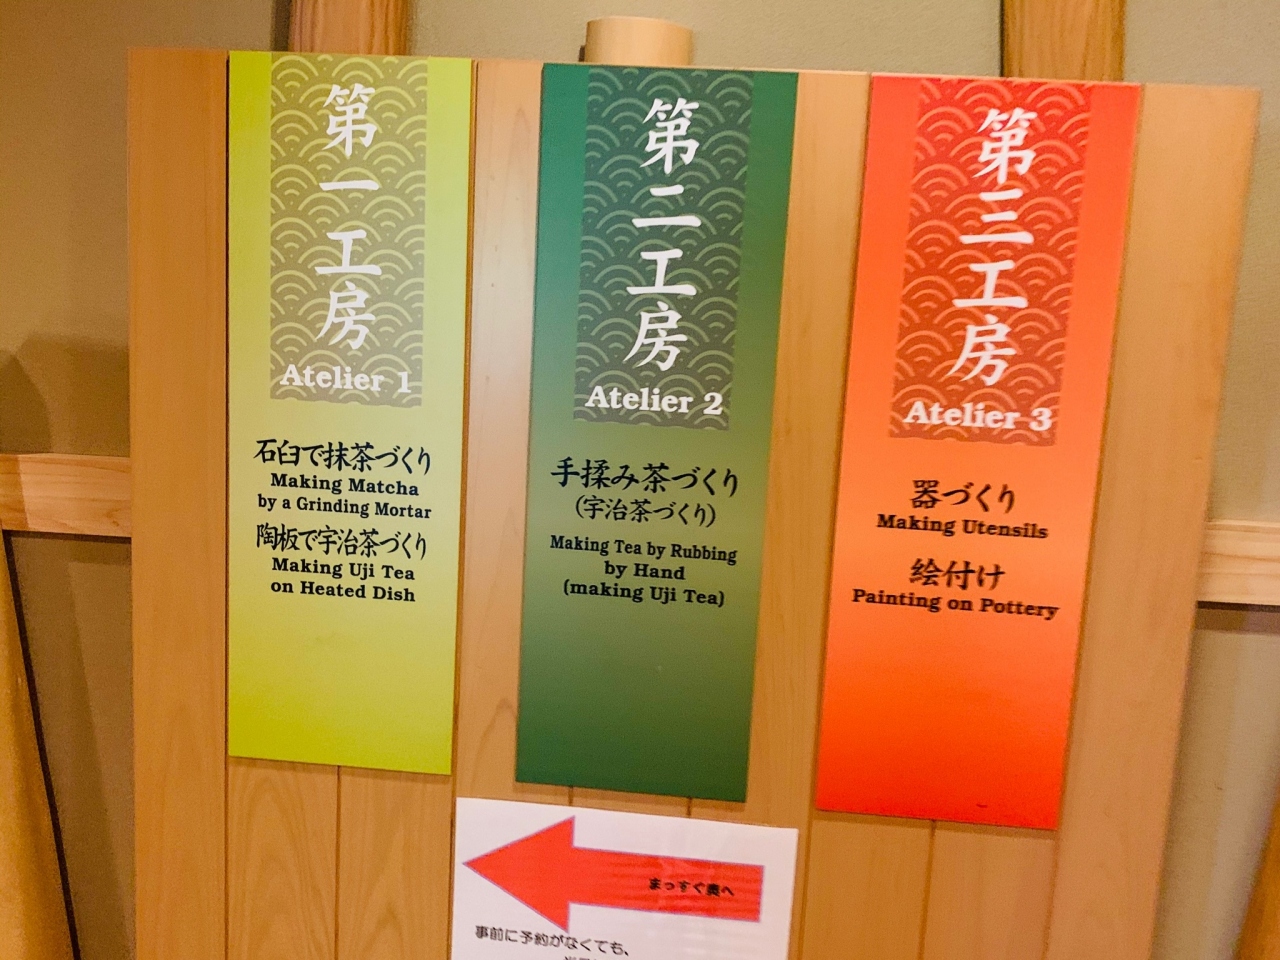 第一工房
Atelier 1
石臼で抹茶づくり
Making Matcha
by a Grinding Mortar
陶板で宇治茶づくり
Making Uji Tea
on Heated Dish
第二工房
Atelier 2
手揉み茶づくり
(宇治茶づくり)
Making Tea by Rubbing
by Hand
(making Uji Tea)
第三工房
Atelier 3
器づくり
Making Utensils
絵付け
Painting on Pottery
まっすぐ奥へ
事前に予約がなくても、